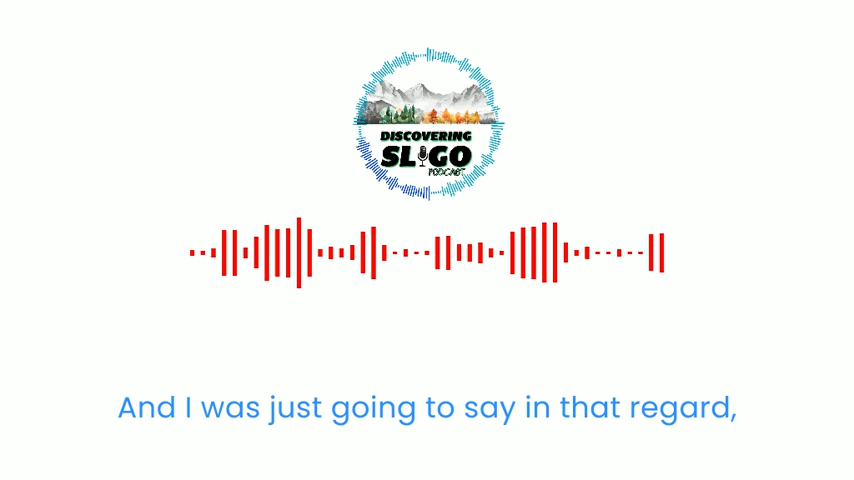 DISCOVERING
SLIGO
PODCAST
And I was just going to say in that regard,